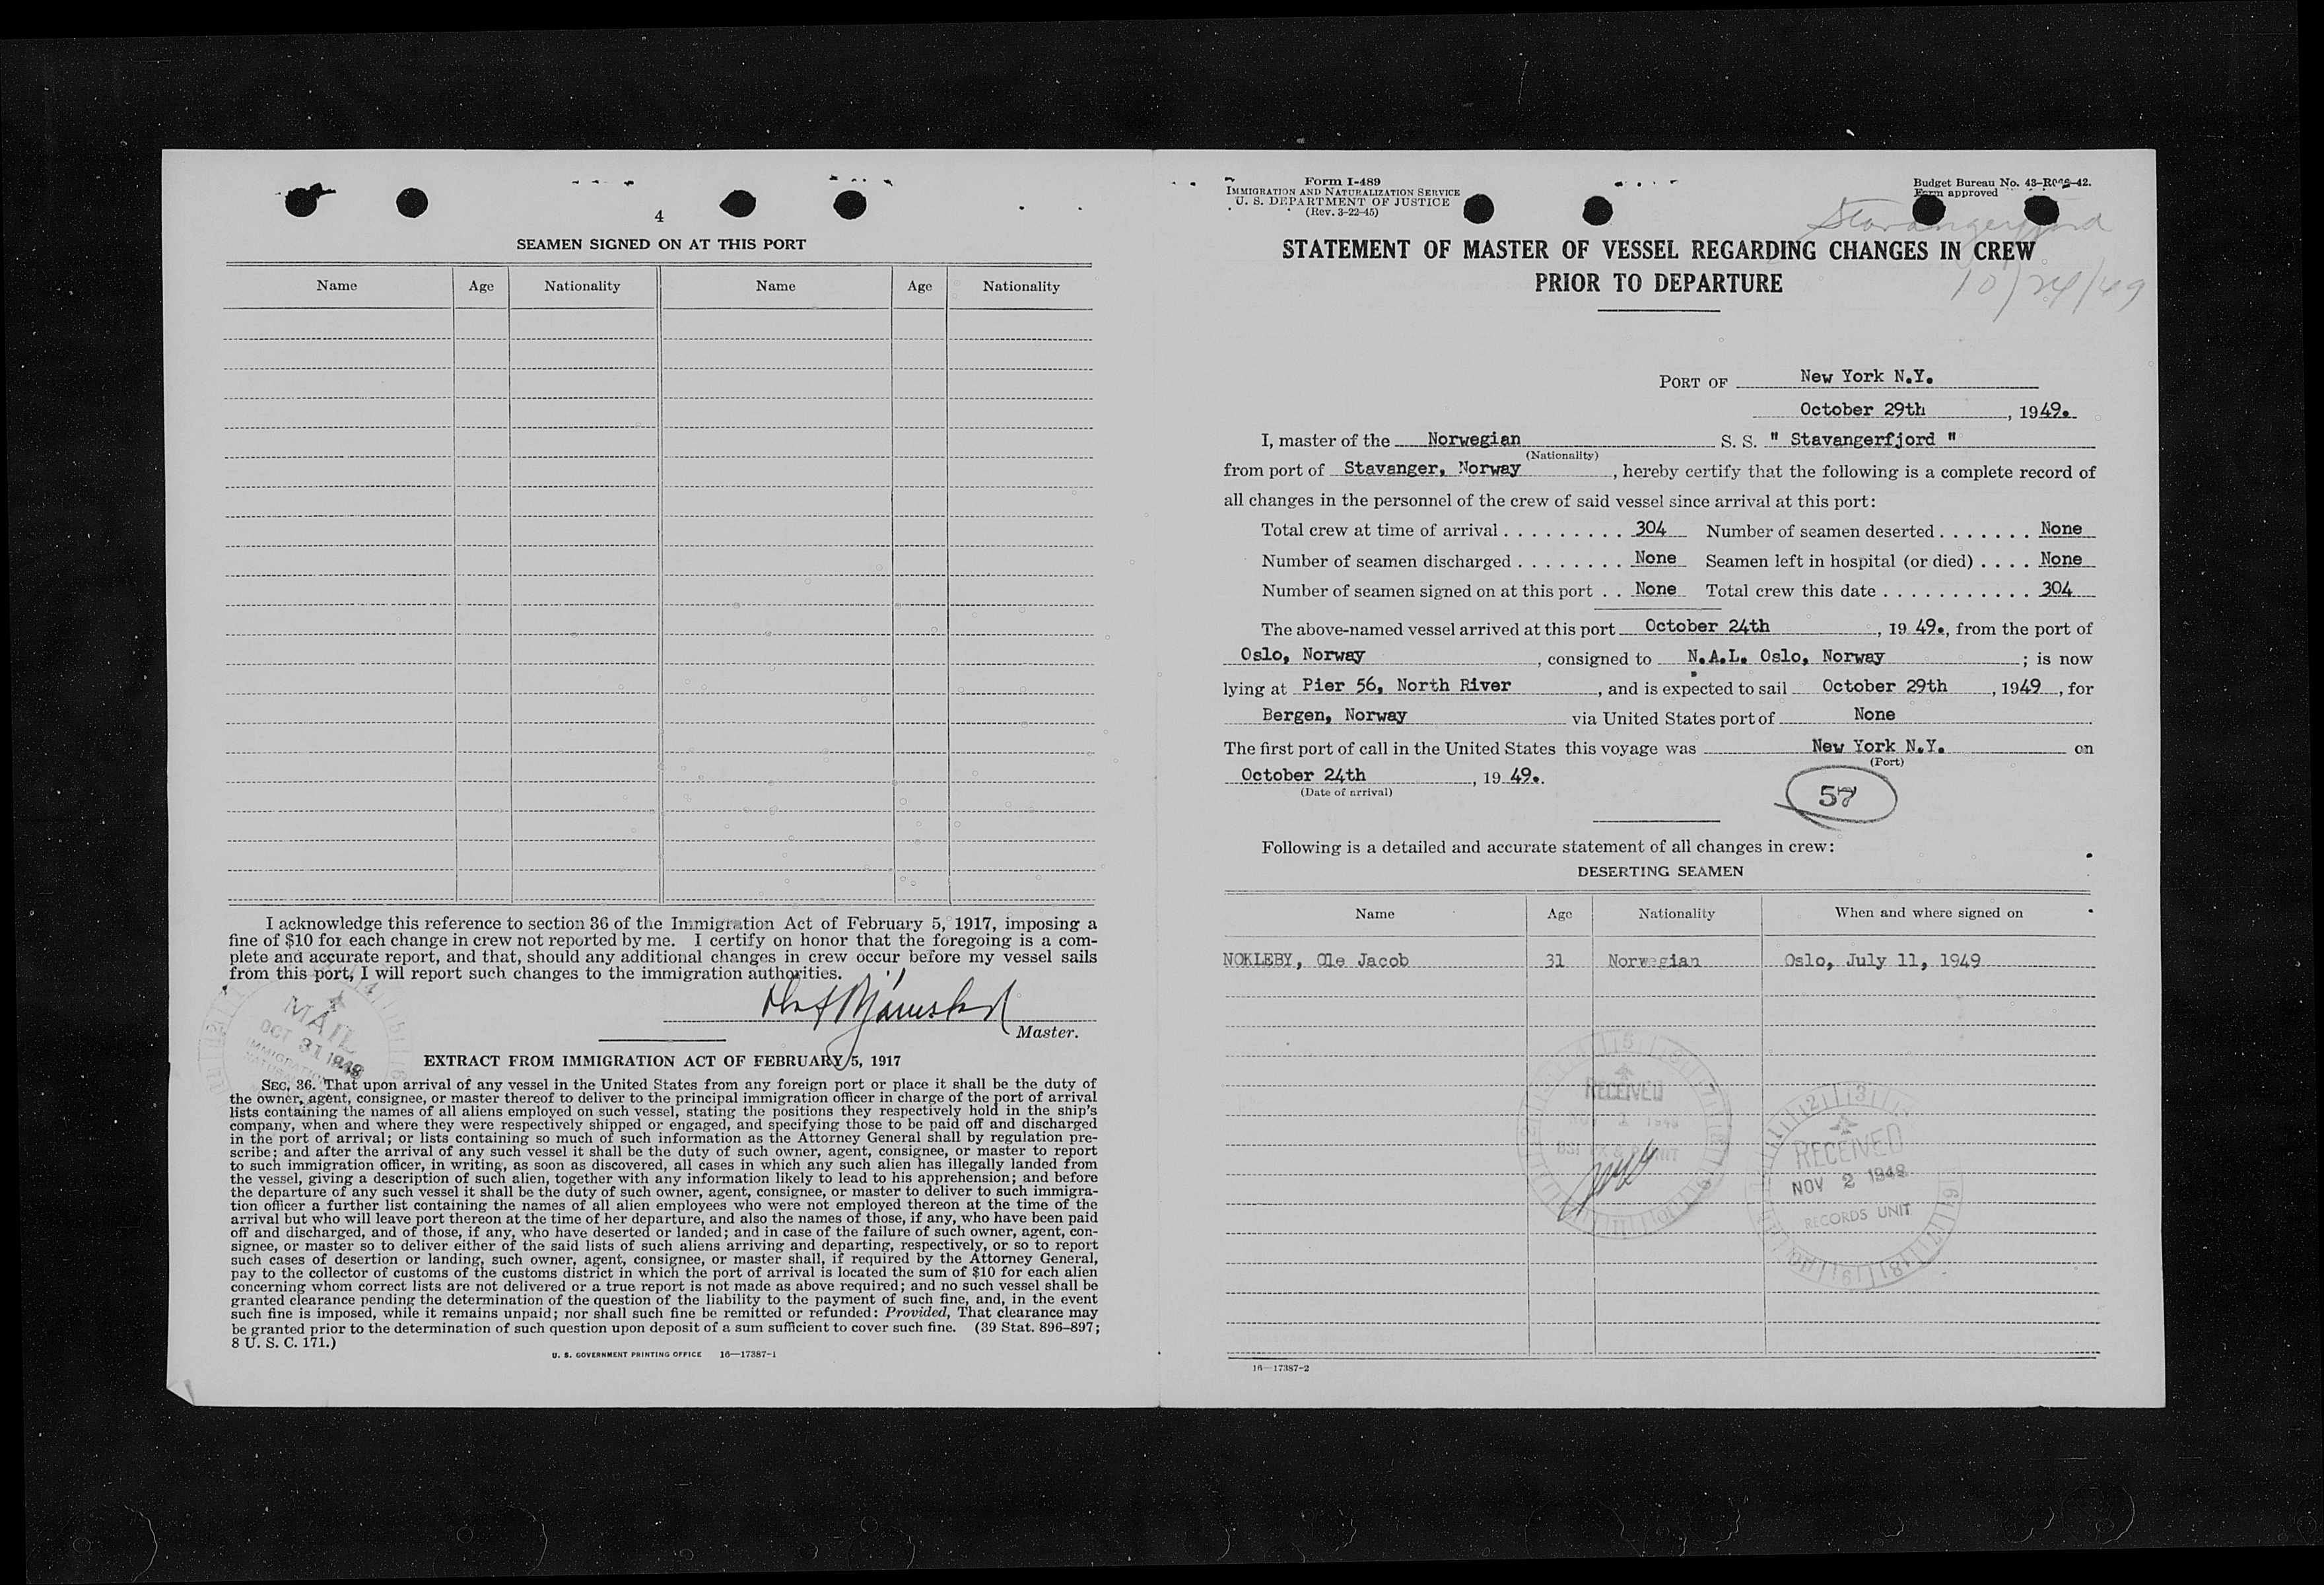 4
SEAMEN SIGNED ON AT THIS PORT
Name Age Nationality Name Age Nationality
I acknowledge this reference to section 36 of the Immigration Act of February 5, 1917, imposing a
fine of $10 for each change in crew not reported by me. I certify on honor that the foregoing is a com-
plete and accurate report, and that, should any additional changes in crew occur before my vessel sails
from this port, I will report such changes to the immigration authorities.
Master.
MAIL
OCT 31 1949
EXTRACT FROM IMMIGRATION ACT OF FEBRUARY 5, 1917
SEC. 36. That upon arrival of any vessel in the United States from any foreign port or place it shall be the duty of
the owner, agent, consignee, or master thereof to deliver to the principal immigration officer in charge of the port of arrival
lists containing the names of all aliens employed on such vessel, stating the positions they respectively hold in the ship's
company, when and where they were respectively shipped or engaged, and specifying those to be paid off and discharged
in the port of arrival; or lists containing so much of such information as the Attorney General shall by regulation pre-
scribe; and after the arrival of any such vessel it shall be the duty of such owner, agent, consignee, or master to report
to such immigration officer, in writing, as soon as discovered, all cases in which any such alien has illegally landed from
the vessel, giving a description of such alien, together with any information likely to lead to his apprehension; and before
the departure of any such vessel it shall be the duty of such owner, agent, consignee, or master to deliver to such immigra-
tion officer a further list containing the names of all alien employees who were not employed thereon at the time of the
arrival but who will leave port thereon at the time of her departure, and also the names of those, if any, who have been paid
off and discharged, and of those, if any, who have deserted or landed; and in case of the failure of such owner, agent, con-
signee, or master so to deliver either of the said lists of such aliens arriving and departing, respectively, or so to report
such cases of desertion or landing, such owner, agent, consignee, or master shall, if required by the Attorney General,
pay to the collector of customs of the customs district in which the port of arrival is located the sum of $10 for each alien
concerning whom correct lists are not delivered or a true report is not made as above required; and no such vessel shall be
granted clearance pending the determination of the question of the liability to the payment of such fine, and, in the event
such fine is imposed, while it remains unpaid; nor shall such fine be remitted or refunded: Provided, That clearance may
be granted prior to the determination of such question upon deposit of a sum sufficient to cover such fine. (39 Stat. 896–897;
8 U. S. C. 171.)
U. S. GOVERNMENT PRINTING OFFICE 16—17387-1
Form I-489
IMMIGRATION AND NATURALIZATION SERVICE
U. S. DEPARTMENT OF JUSTICE
(Rev. 3-22-45)
Budget Bureau No. 43-R -42.
Form approved
Stavangerfjord
10/24/49
STATEMENT OF MASTER OF VESSEL REGARDING CHANGES IN CREW
PRIOR TO DEPARTURE
PORT OF New York N.Y.
October 29th, 1949.
I, master of the Norwegian S. S. " Stavangerfjord "
(Nationality)
from port of Stavanger, Norway, hereby certify that the following is a complete record of
all changes in the personnel of the crew of said vessel since arrival at this port:
Total crew at time of arrival . . . . . . . . . 304 Number of seamen deserted . . . . . . . None
Number of seamen discharged . . . . . . . . None Seamen left in hospital (or died) . . . . None
Number of seamen signed on at this port . . None Total crew this date . . . . . . . . . . . 304
The above-named vessel arrived at this port October 24th, 19 49., from the port of
Oslo, Norway, consigned to N.A.L. Oslo, Norway; is now
lying at Pier 56, North River, and is expected to sail October 29th, 1949, for
Bergen, Norway via United States port of None
The first port of call in the United States this voyage was New York N.Y. on
(Port)
October 24th, 19 49.
(Date of arrival)
57
Following is a detailed and accurate statement of all changes in crew:
DESERTING SEAMEN
Name Age Nationality When and where signed on
NOKLEBY, Ole Jacob 31 Norwegian Oslo, July 11, 1949
RECEIVED
RECEIVED
NOV 2 1949
RECORDS UNIT
16—17387-2